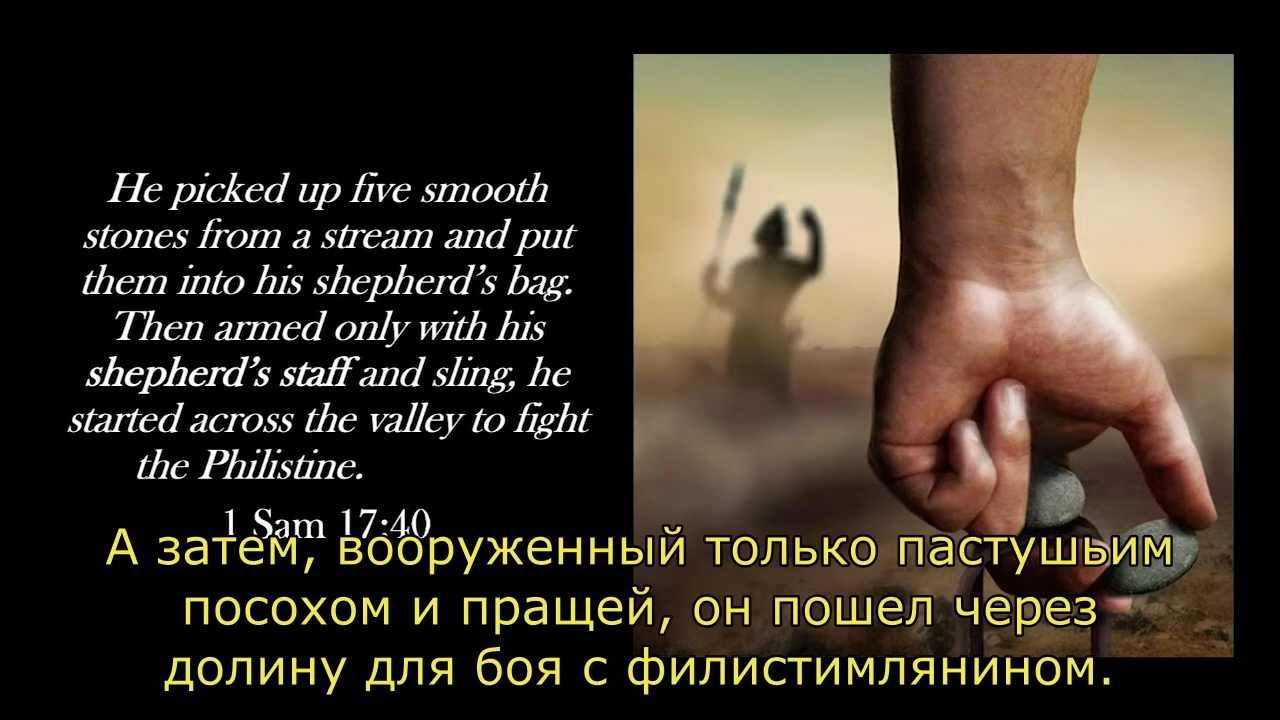 He picked up five smooth
stones from a stream and put
them into his shepherd’s bag.
Then armed only with his
shepherd’s staff and sling, he
started across the valley to fight
the Philistine.
1 Sam 17:40
А затем, вооруженный только пастушьим
посохом и пращей, он пошел через
долину для боя с филистимлянином.